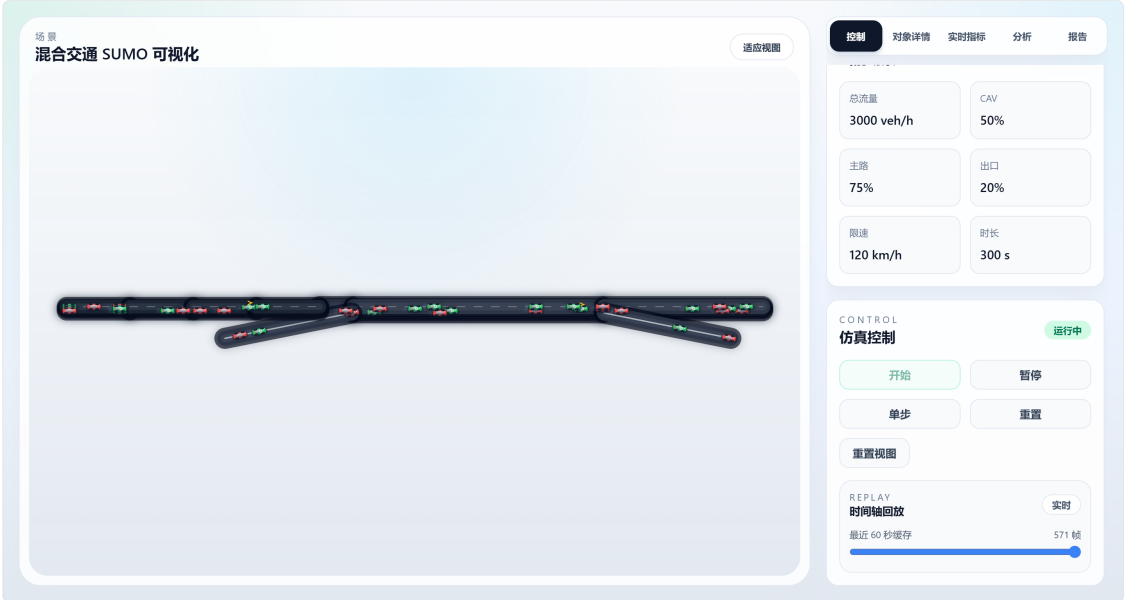 场景
混合交通 SUMO 可视化
适应视图
控制
对象详情
实时指标
分析
报告
总流量
3000 veh/h
CAV
50%
主路
75%
出口
20%
限速
120 km/h
时长
300 s
CONTROL
仿真控制
运行中
开始
暂停
单步
重置
重置视图
REPLAY
时间轴回放
实时
最近 60 秒缓存
571 帧